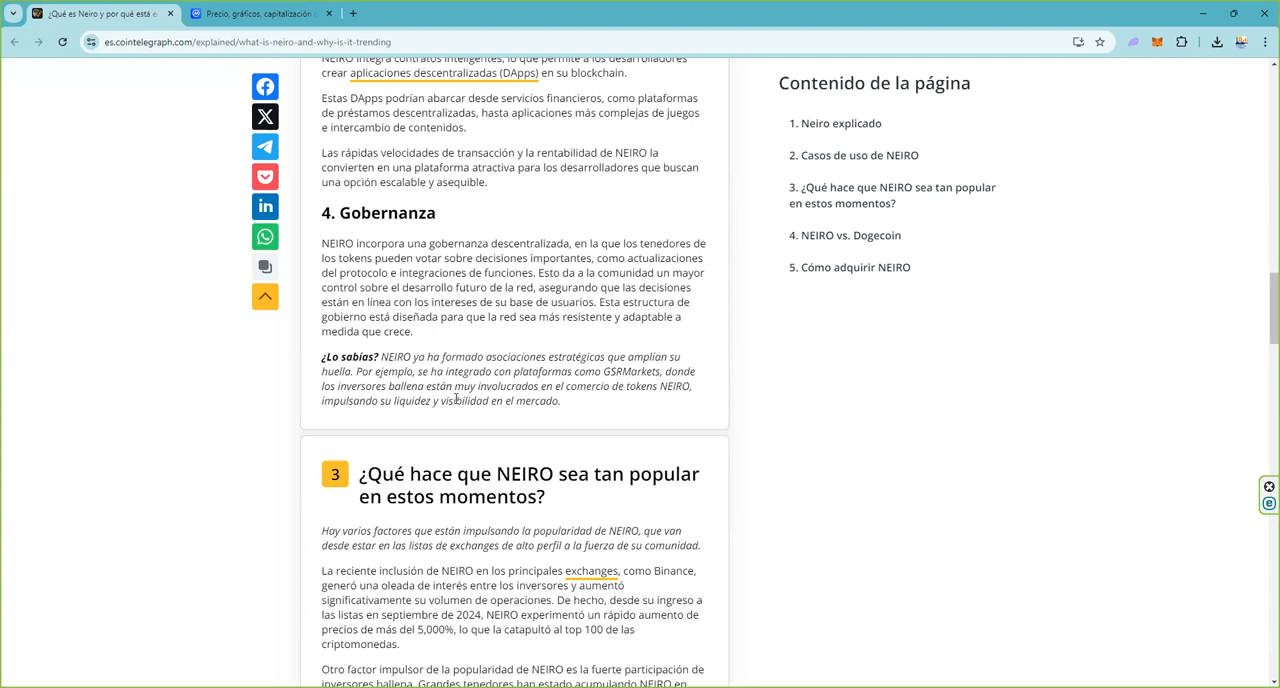 ¿Qué es Neiro y por qué está e
Precio, gráficos, capitalización
es.cointelegraph.com/explained/what-is-neiro-and-why-is-it-trending
NEIRO integra contratos inteligentes, lo que permite a los desarrolladores
crear aplicaciones descentralizadas (DApps) en su blockchain.
Estas DApps podrían abarcar desde servicios financieros, como plataformas
de préstamos descentralizadas, hasta aplicaciones más complejas de juegos
e intercambio de contenidos.
Las rápidas velocidades de transacción y la rentabilidad de NEIRO la
convierten en una plataforma atractiva para los desarrolladores que buscan
una opción escalable y asequible.
4. Gobernanza
NEIRO incorpora una gobernanza descentralizada, en la que los tenedores de
los tokens pueden votar sobre decisiones importantes, como actualizaciones
del protocolo e integraciones de funciones. Esto da a la comunidad un mayor
control sobre el desarrollo futuro de la red, asegurando que las decisiones
están en línea con los intereses de su base de usuarios. Esta estructura de
gobierno está diseñada para que la red sea más resistente y adaptable a
medida que crece.
¿Lo sabías? NEIRO ya ha formado asociaciones estratégicas que amplían su
huella. Por ejemplo, se ha integrado con plataformas como GSRMarkets, donde
los inversores ballena están muy involucrados en el comercio de tokens NEIRO,
impulsando su liquidez y visibilidad en el mercado.
3 ¿Qué hace que NEIRO sea tan popular
en estos momentos?
Hay varios factores que están impulsando la popularidad de NEIRO, que van
desde estar en las listas de exchanges de alto perfil a la fuerza de su comunidad.
La reciente inclusión de NEIRO en los principales exchanges, como Binance,
generó una oleada de interés entre los inversores y aumentó
significativamente su volumen de operaciones. De hecho, desde su ingreso a
las listas en septiembre de 2024, NEIRO experimentó un rápido aumento de
precios de más del 5,000%, lo que la catapultó al top 100 de las
criptomonedas.
Otro factor impulsor de la popularidad de NEIRO es la fuerte participación de
inversores ballena. Grandes tenedores han estado acumulando NEIRO en
Contenido de la página
1. Neiro explicado
2. Casos de uso de NEIRO
3. ¿Qué hace que NEIRO sea tan popular
en estos momentos?
4. NEIRO vs. Dogecoin
5. Cómo adquirir NEIRO